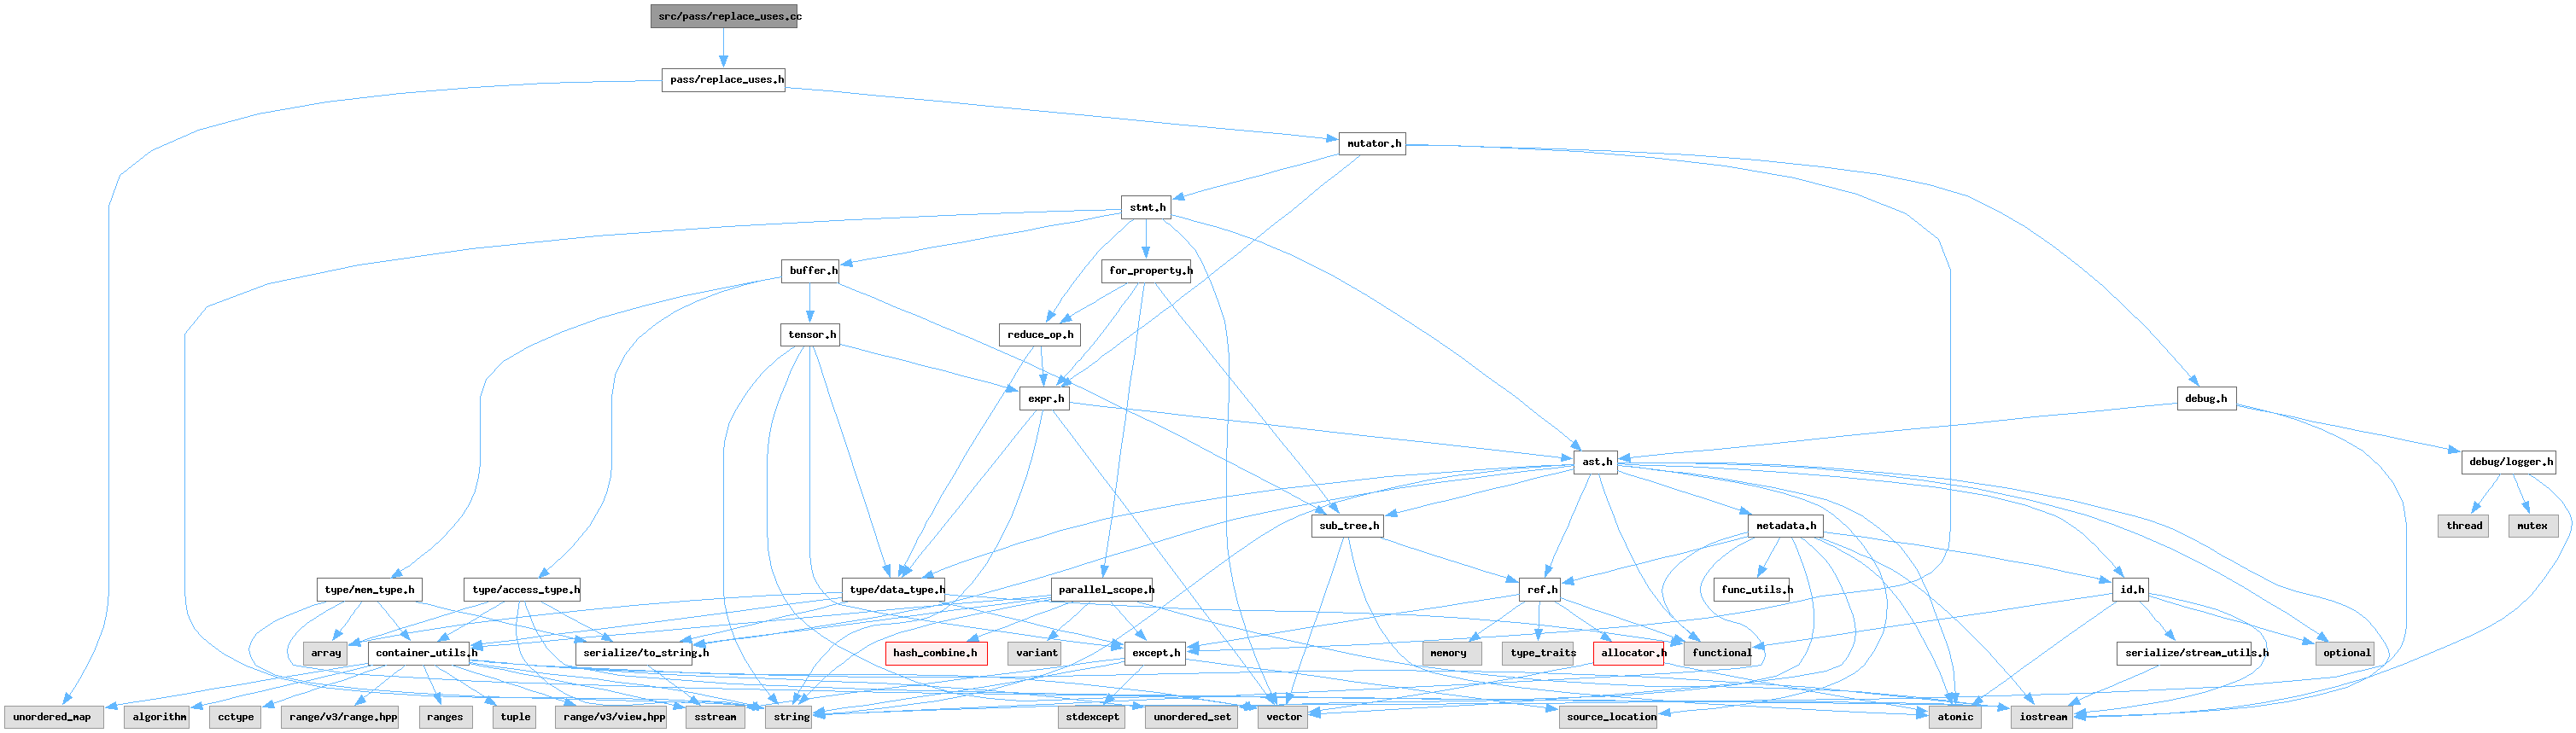 src/pass/replace_uses.cc
pass/replace_uses.h
mutator.h
stmt.h
buffer.h
for_property.h
tensor.h
reduce_op.h
expr.h
debug.h
ast.h
debug/logger.h
sub_tree.h
metadata.h
thread
mutex
type/mem_type.h
type/access_type.h
type/data_type.h
parallel_scope.h
ref.h
func_utils.h
id.h
array
container_utils.h
serialize/to_string.h
hash_combine.h
variant
except.h
memory
type_traits
allocator.h
functional
serialize/stream_utils.h
optional
unordered_map
algorithm
cctype
range/v3/range.hpp
ranges
tuple
range/v3/view.hpp
sstream
string
stdexcept
unordered_set
vector
source_location
atomic
iostream